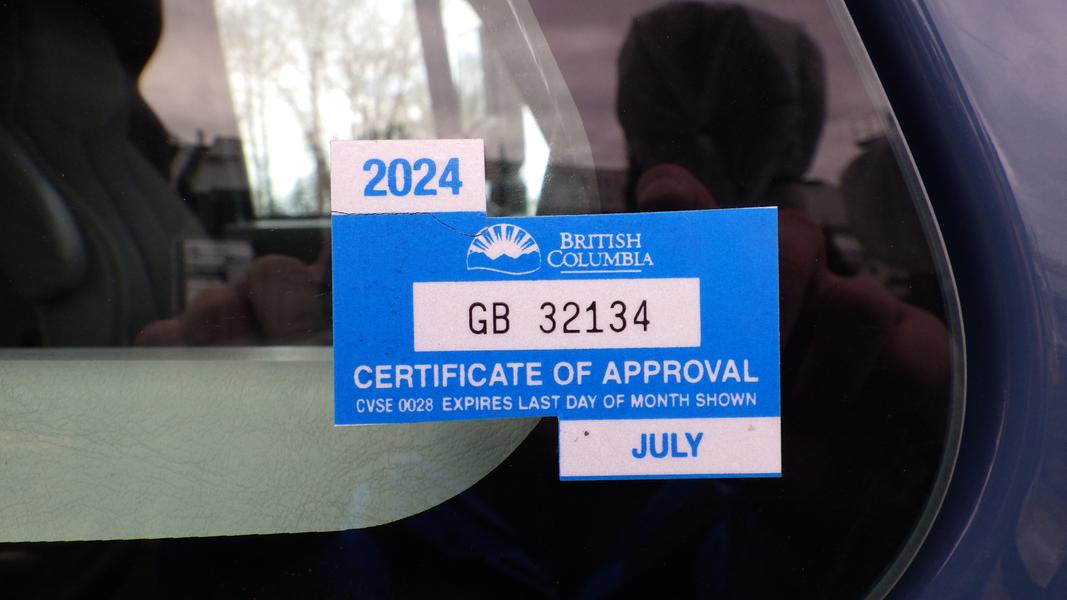 2024
BRITISH
COLUMBIA
GB 32134
CERTIFICATE OF APPROVAL
CVSE 0028 EXPIRES LAST DAY OF MONTH SHOWN
JULY